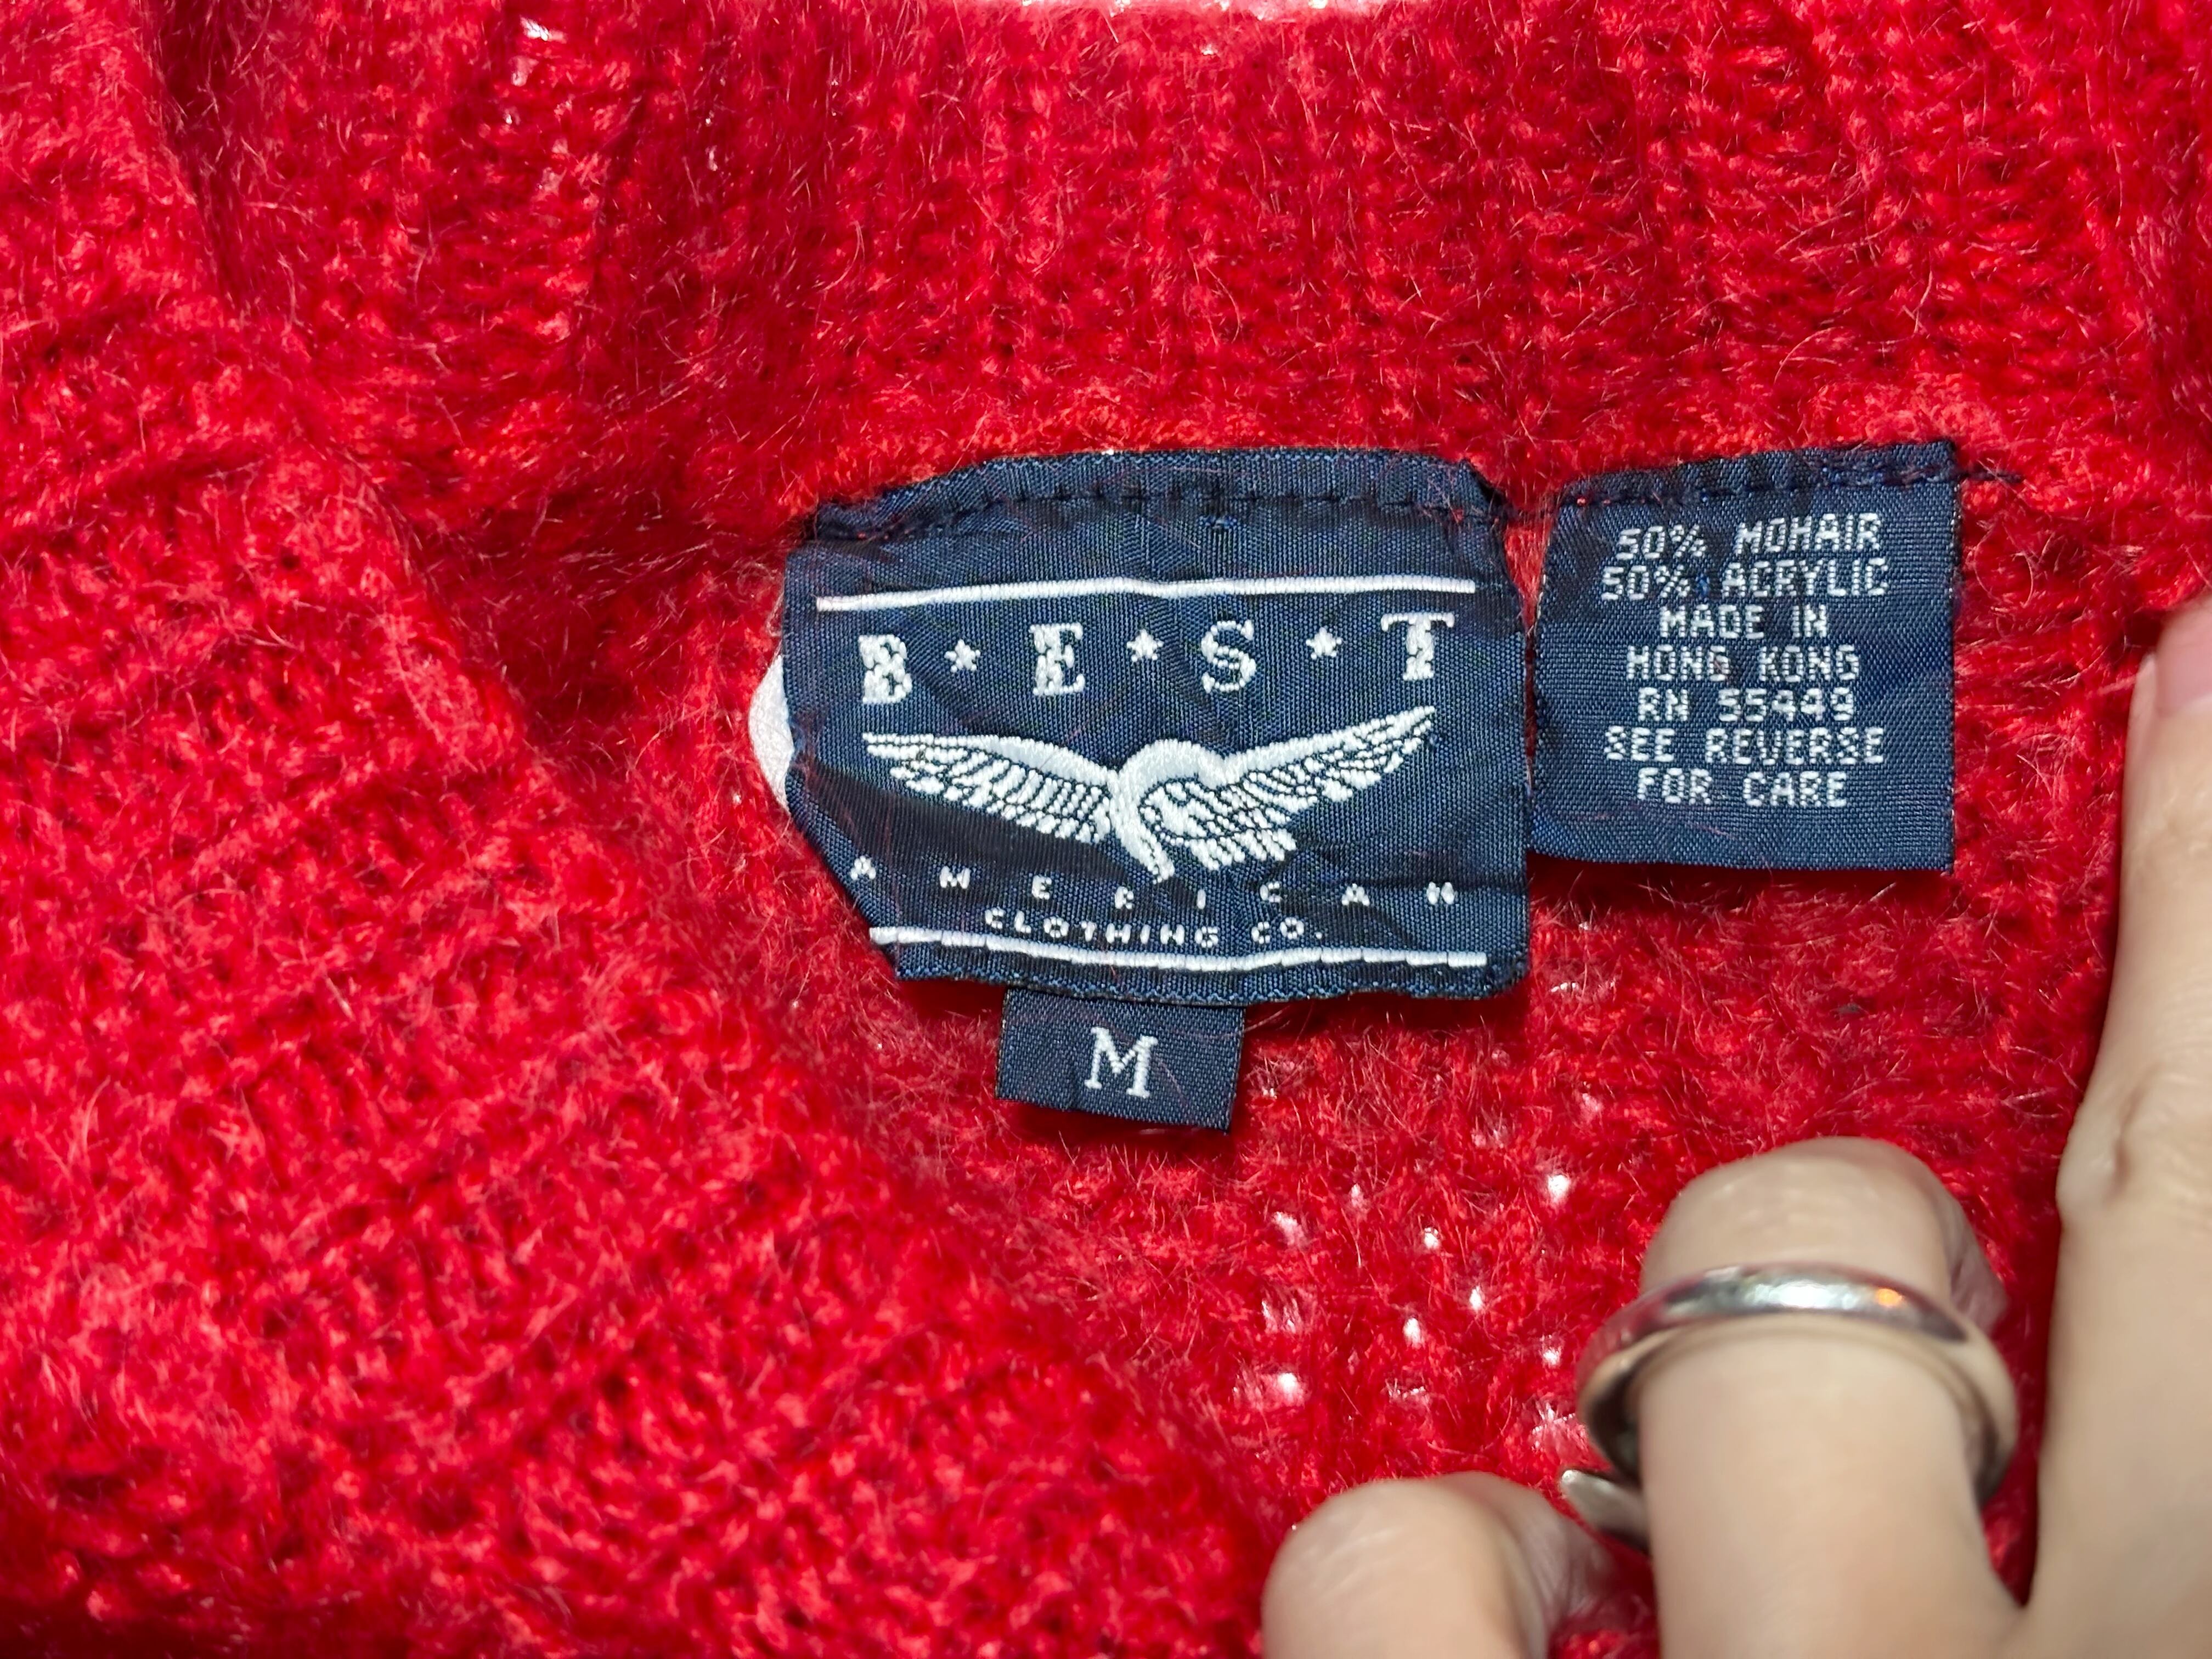 B★E★S★T
AMERICAN
CLOTHING CO.
M
50% MOHAIR
50% ACRYLIC
MADE IN
HONG KONG
RN 55449
SEE REVERSE
FOR CARE